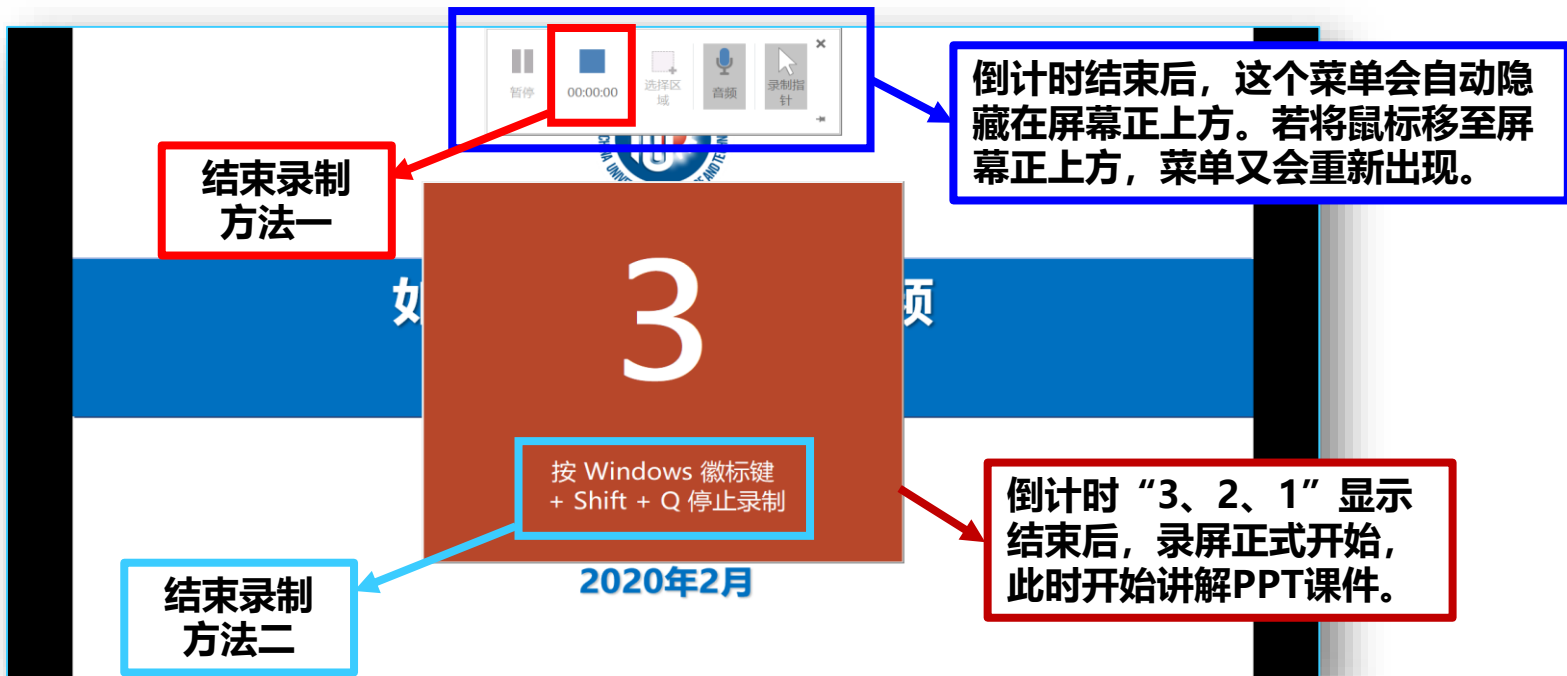 暂停
00:00:00
选择区
域
音频
录制指
针
倒计时结束后，这个菜单会自动隐
藏在屏幕正上方。若将鼠标移至屏
幕正上方，菜单又会重新出现。
结束录制
方法一
CHINA UNIVE
3
按 Windows 徽标键
+ Shift + Q 停止录制
倒计时“3、2、1”显示
结束后，录屏正式开始，
此时开始讲解PPT课件。
2020年2月
结束录制
方法二